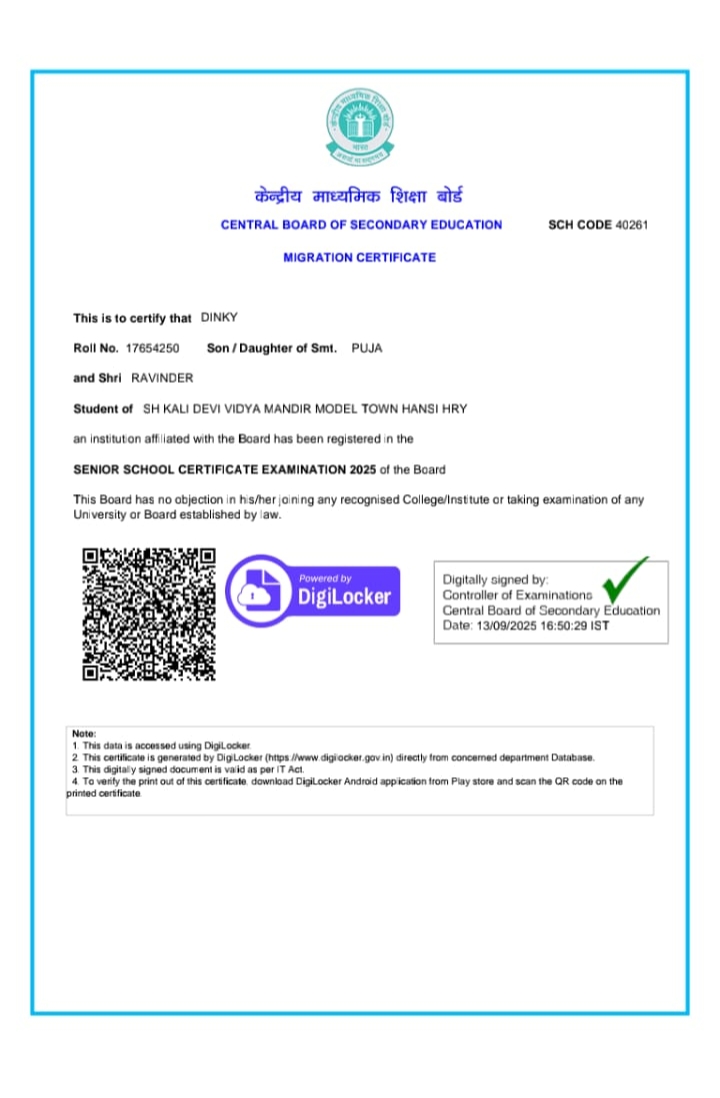 केन्द्रीय माध्यमिक शिक्षा बोर्ड
भारत
असतो मा सद्गमय
केन्द्रीय माध्यमिक शिक्षा बोर्ड
CENTRAL BOARD OF SECONDARY EDUCATION SCH CODE 40261
MIGRATION CERTIFICATE
This is to certify that DINKY
Roll No. 17654250 Son / Daughter of Smt. PUJA
and Shri RAVINDER
Student of SH KALI DEVI VIDYA MANDIR MODEL TOWN HANSI HRY
an institution affiliated with the Board has been registered in the
SENIOR SCHOOL CERTIFICATE EXAMINATION 2025 of the Board
This Board has no objection in his/her joining any recognised College/Institute or taking examination of any
University or Board established by law.
Powered by
DigiLocker
Digitally signed by:
Controller of Examinations
Central Board of Secondary Education
Date: 13/09/2025 16:50:29 IST
Note:
1. This data is accessed using DigiLocker.
2. This certificate is generated by DigiLocker (https://www.digilocker.gov.in) directly from concerned department Database.
3. This digitally signed document is valid as per IT Act.
4. To verify the print out of this certificate, download DigiLocker Android application from Play store and scan the QR code on the
printed certificate.